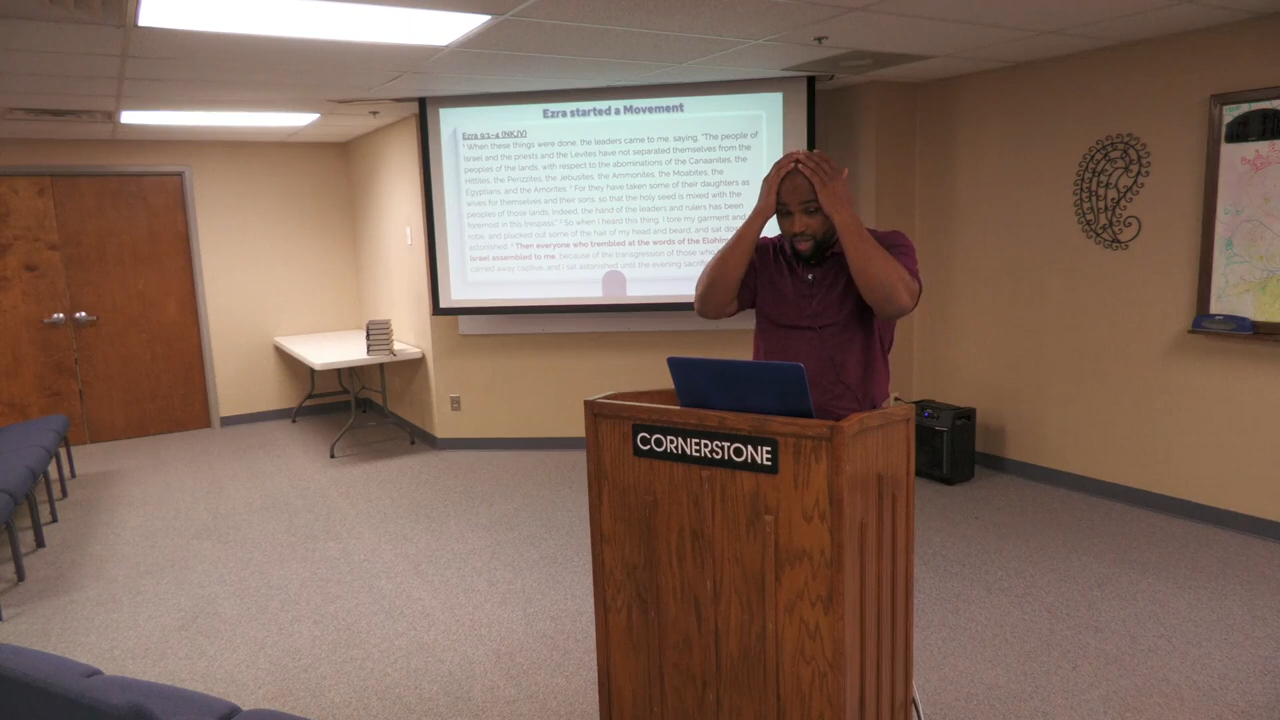 Ezra started a Movement
Ezra 9:1-4 (NKJV)
¹ When these things were done, the leaders came to me, saying, "The people of
Israel and the priests and the Levites have not separated themselves from the
peoples of the lands, with respect to the abominations of the Canaanites, the
Hittites, the Perizzites, the Jebusites, the Ammonites, the Moabites, the
Egyptians, and the Amorites. ² For they have taken some of their daughters as
wives for themselves and their sons, so that the holy seed is mixed with the
peoples of those lands. Indeed, the hand of the leaders and rulers has been
foremost in this trespass." ³ So when I heard this thing, I tore my garment and
robe, and plucked out some of the hair of my head and beard, and sat
astonished. ⁴ Then everyone who trembled at the words of the Elohim
Israel assembled to me, because of the transgression of those who
carried away captive, and I sat astonished until the evening
CORNERSTONE